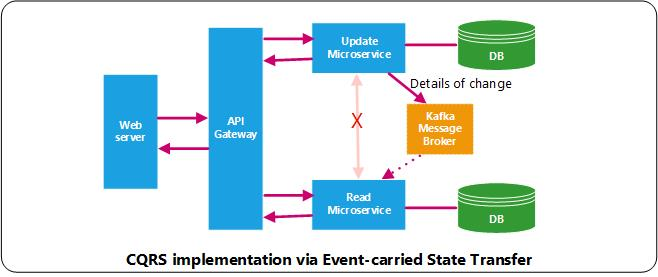 Update
Microservice
DB
Details of change
Web
server
API
Gateway
X
Kafka
Message
Broker
Read
Microservice
DB
CQRS implementation via Event-carried State Transfer